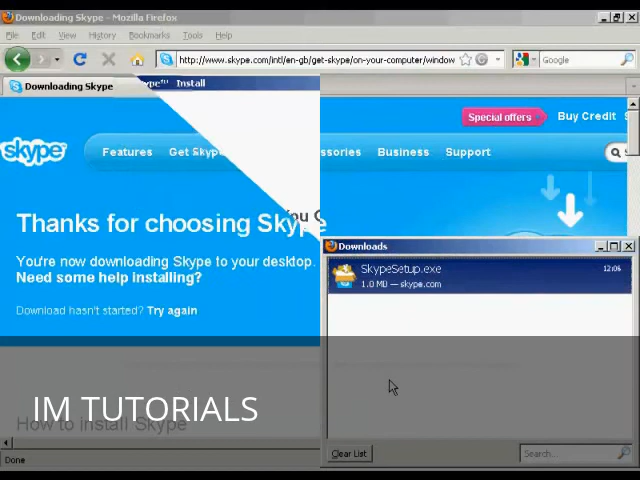 Downloading Skype - Mozilla Firefox
File Edit View History Bookmarks Tools Help
http://www.skype.com/intl/en-gb/get-skype/on-your-computer/window
Google
Downloading Skype
ype™ Install
Special offers
Buy Credit S
skype
Features Get Skype ssories Business Support
You C
Thanks for choosing Skype
You're now downloading Skype to your desktop.
Need some help installing?
Download hasn't started? Try again
Downloads
SkypeSetup.exe
12:06
1.0 MB — skype.com
IM TUTORIALS
How to install Skype
Clear List
Search...
Done